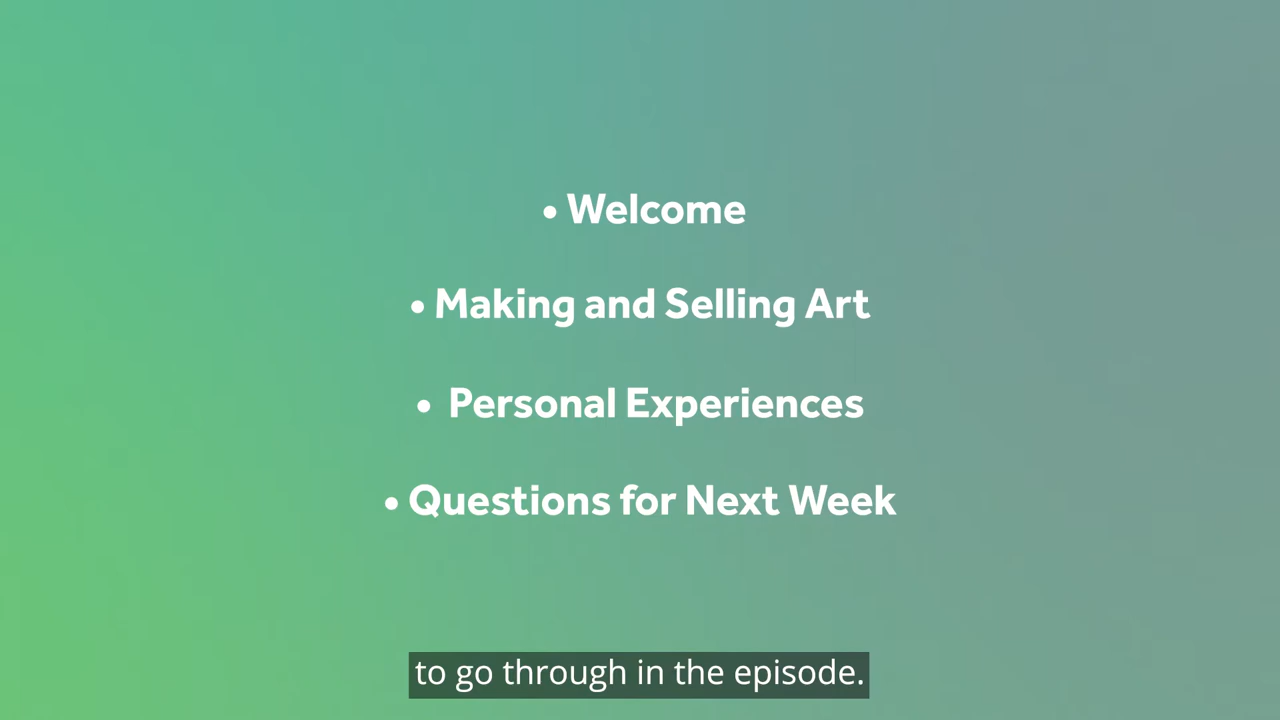 • Welcome
• Making and Selling Art
• Personal Experiences
• Questions for Next Week
to go through in the episode.